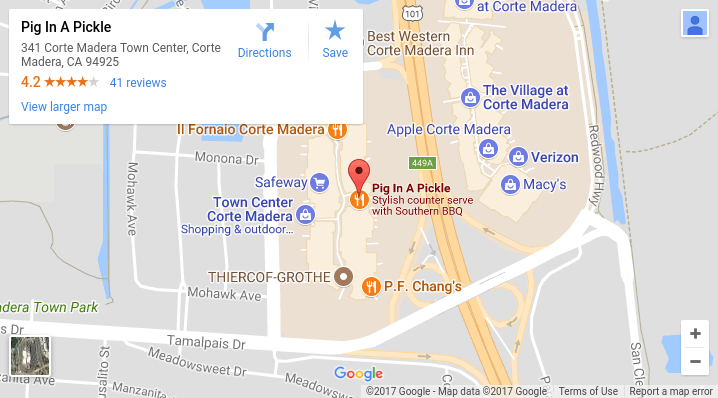 Pig In A Pickle
341 Corte Madera Town Center, Corte
Madera, CA 94925
4.2
41 reviews
View larger map
Directions
Save
101
at Corte Madera
Best Western
Corte Madera Inn
The Village at
Corte Madera
Il Fornaio Corte Madera
Apple Corte Madera
Monona Dr
449A
Verizon
Redwood Hwy
Mohawk Ave
Safeway
Macy's
Pig In A Pickle
Stylish counter serve
with Southern BBQ
Town Center
Corte Madera
Shopping & outdoor...
THIERCOF-GROTHE
P.F. Chang's
Mohawk Ave
adera Town Park
is Dr
Tamalpais Dr
Meadowsweet Dr
Meadowsweet
Manzanita
anita Ave
usalito St
San Cle
Google
©2017 Google - Map data ©2017 Google
Terms of Use
Report a map error